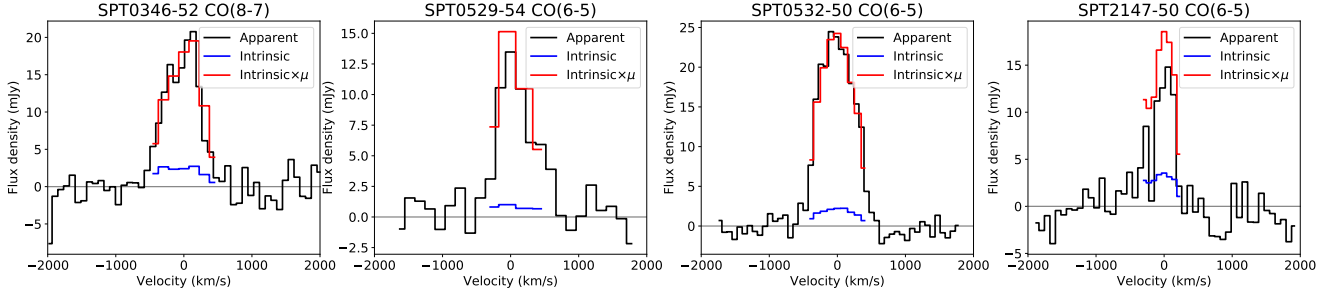 SPT0346-52 CO(8-7)
Flux density (mJy)
20
15
10
5
0
−5
Apparent
Intrinsic
Intrinsic×μ
−2000 −1000 0 1000 2000
Velocity (km/s)
SPT0529-54 CO(6-5)
Flux density (mJy)
15.0
12.5
10.0
7.5
5.0
2.5
0.0
−2.5
Apparent
Intrinsic
Intrinsic×μ
−2000 −1000 0 1000 2000
Velocity (km/s)
SPT0532-50 CO(6-5)
Flux density (mJy)
25
20
15
10
5
0
Apparent
Intrinsic
Intrinsic×μ
−2000 −1000 0 1000 2000
Velocity (km/s)
SPT2147-50 CO(6-5)
Flux density (mJy)
15
10
5
0
−5
Apparent
Intrinsic
Intrinsic×μ
−2000 −1000 0 1000 2000
Velocity (km/s)